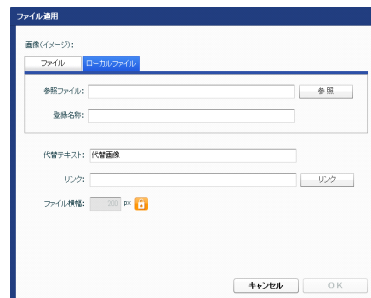 ファイル適用
画像(イメージ):
ファイル ローカルファイル
参照ファイル: 参照
登録名称:
代替テキスト: 代替画像
リンク: リンク
ファイル横幅: 300 px
キャンセル OK